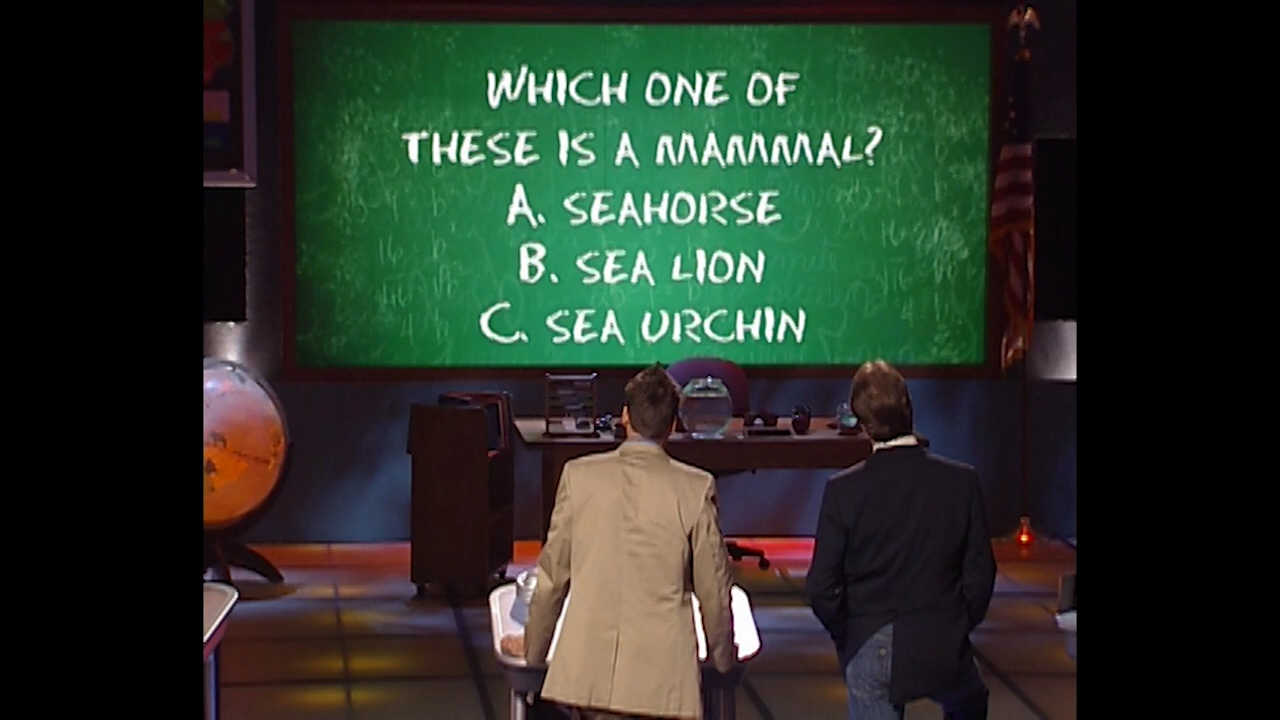 WHICH ONE OF
THESE IS A MAMMAL?
A. SEAHORSE
B. SEA LION
C. SEA URCHIN